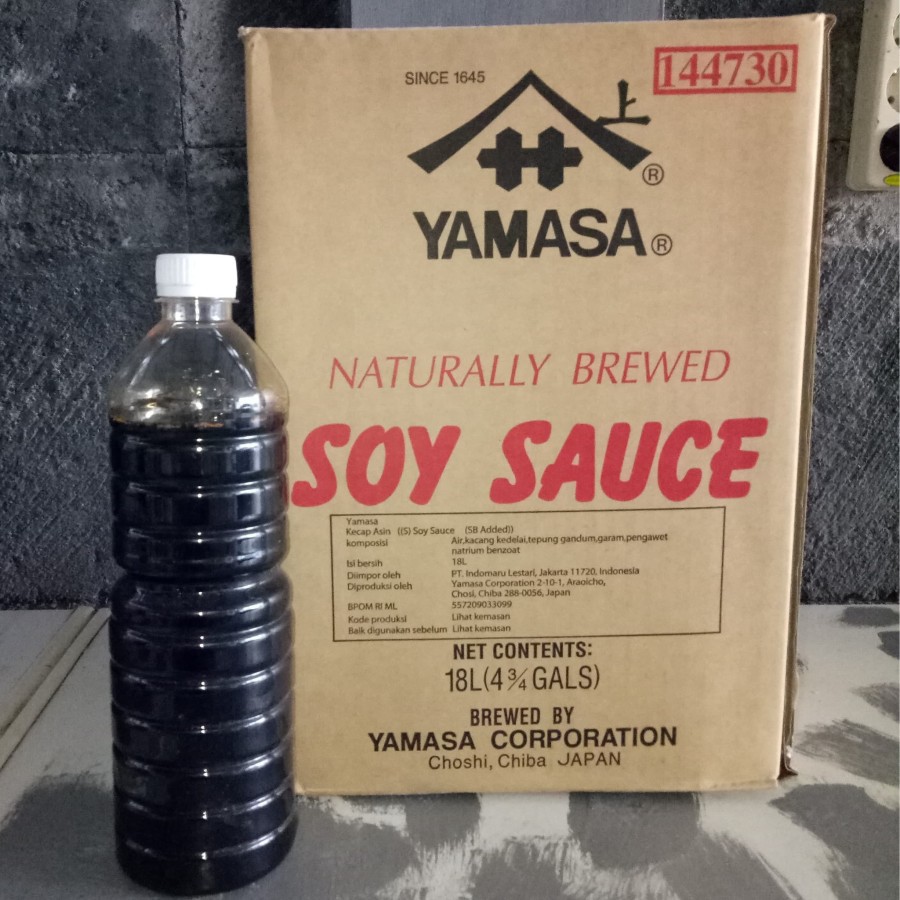 SINCE 1645
144730
上
®
YAMASA®
NATURALLY BREWED
SOY SAUCE
Yamasa
Kecap Asin ((S) Soy Sauce (SB Added))
komposisi Air,kacang kedelai,tepung gandum,garam,pengawet
natrium benzoat
Isi bersih 18L
Diimpor oleh PT. Indomaru Lestari, Jakarta 11720, Indonesia
Diproduksi oleh Yamasa Corporation 2-10-1, Araoicho,
Chosi, Chiba 288-0056, Japan
BPOM RI ML 557209033099
Kode produksi Lihat kemasan
Baik digunakan sebelum Lihat kemasan
NET CONTENTS:
18L(4 3/4 GALS)
BREWED BY
YAMASA CORPORATION
Choshi, Chiba JAPAN